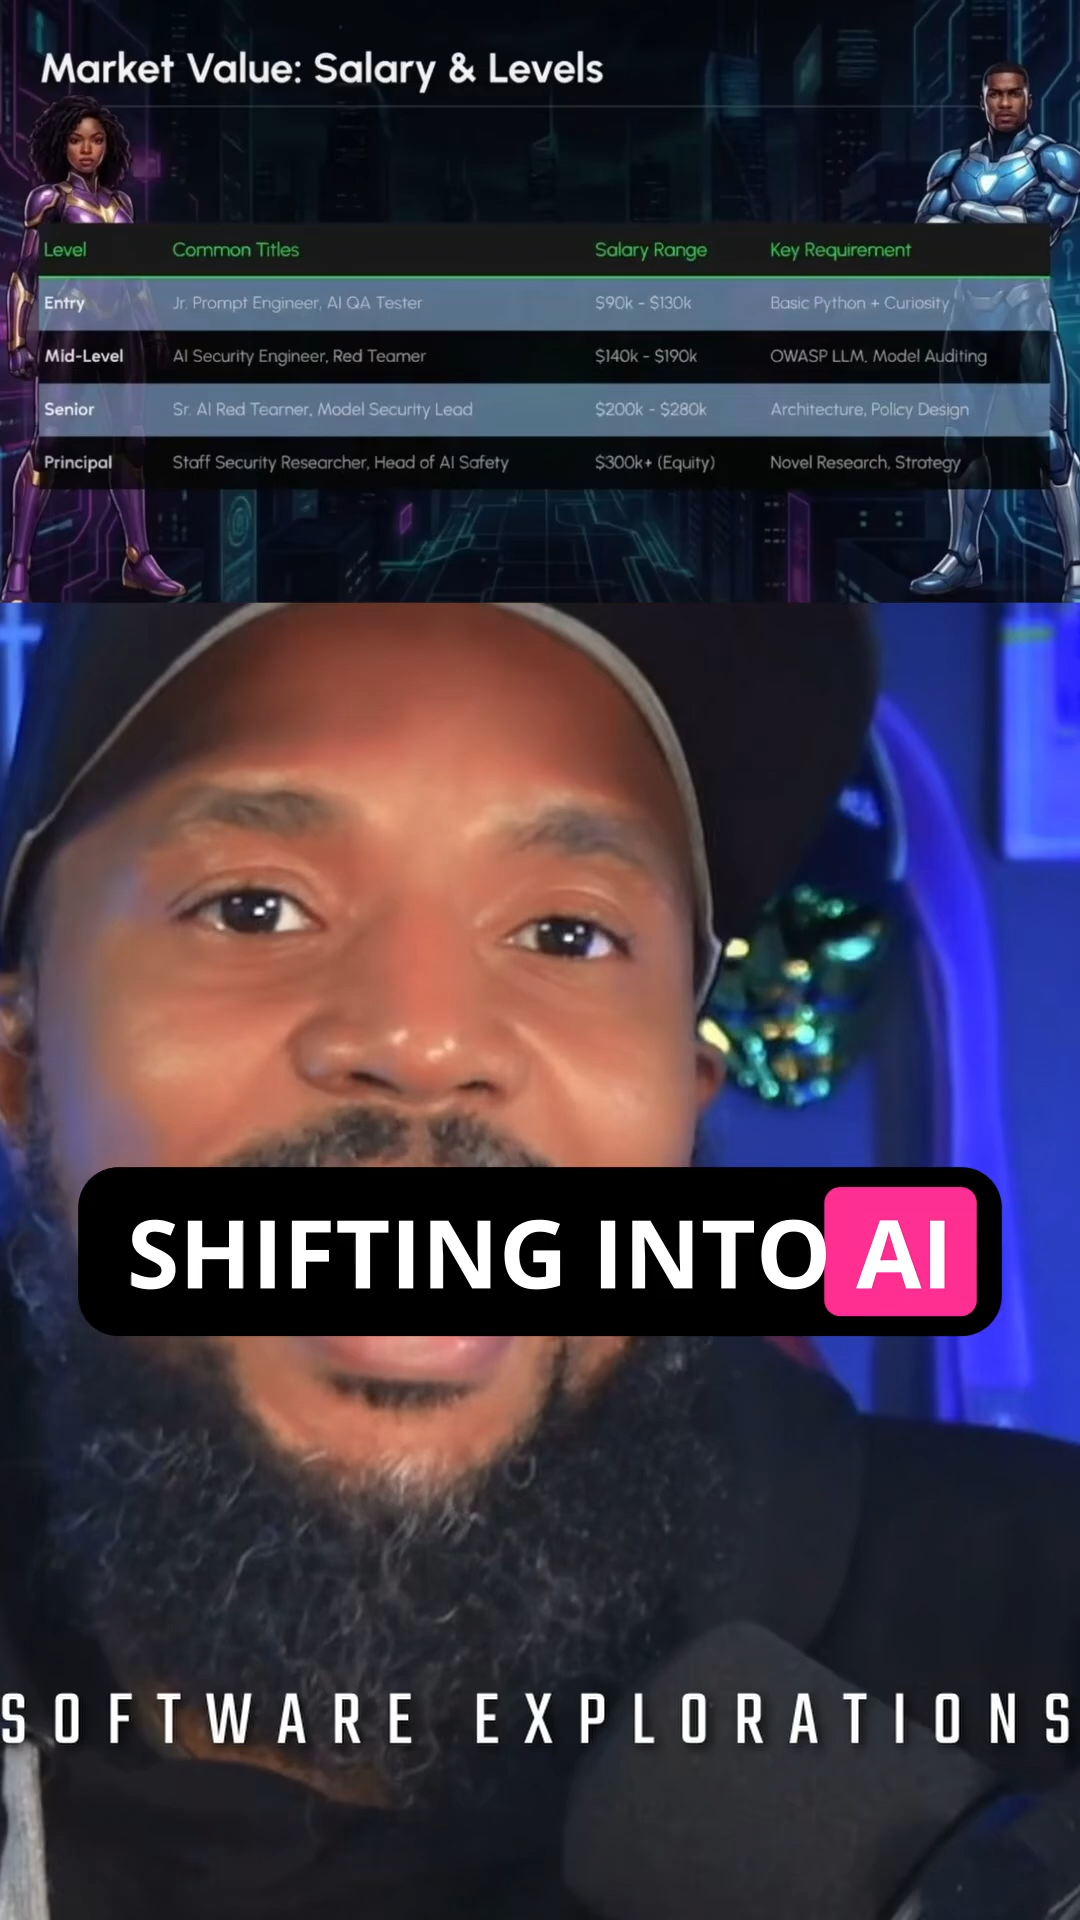 Market Value: Salary & Levels
Level Common Titles Salary Range Key Requirement
Entry Jr. Prompt Engineer, AI QA Tester $90k - $130k Basic Python + Curiosity
Mid-Level AI Security Engineer, Red Teamer $140k - $190k OWASP LLM, Model Auditing
Senior Sr. AI Red Teamer, Model Security Lead $200k - $280k Architecture, Policy Design
Principal Staff Security Researcher, Head of AI Safety $300k+ (Equity) Novel Research, Strategy
SHIFTING INTO AI
SOFTWARE EXPLORATIONS